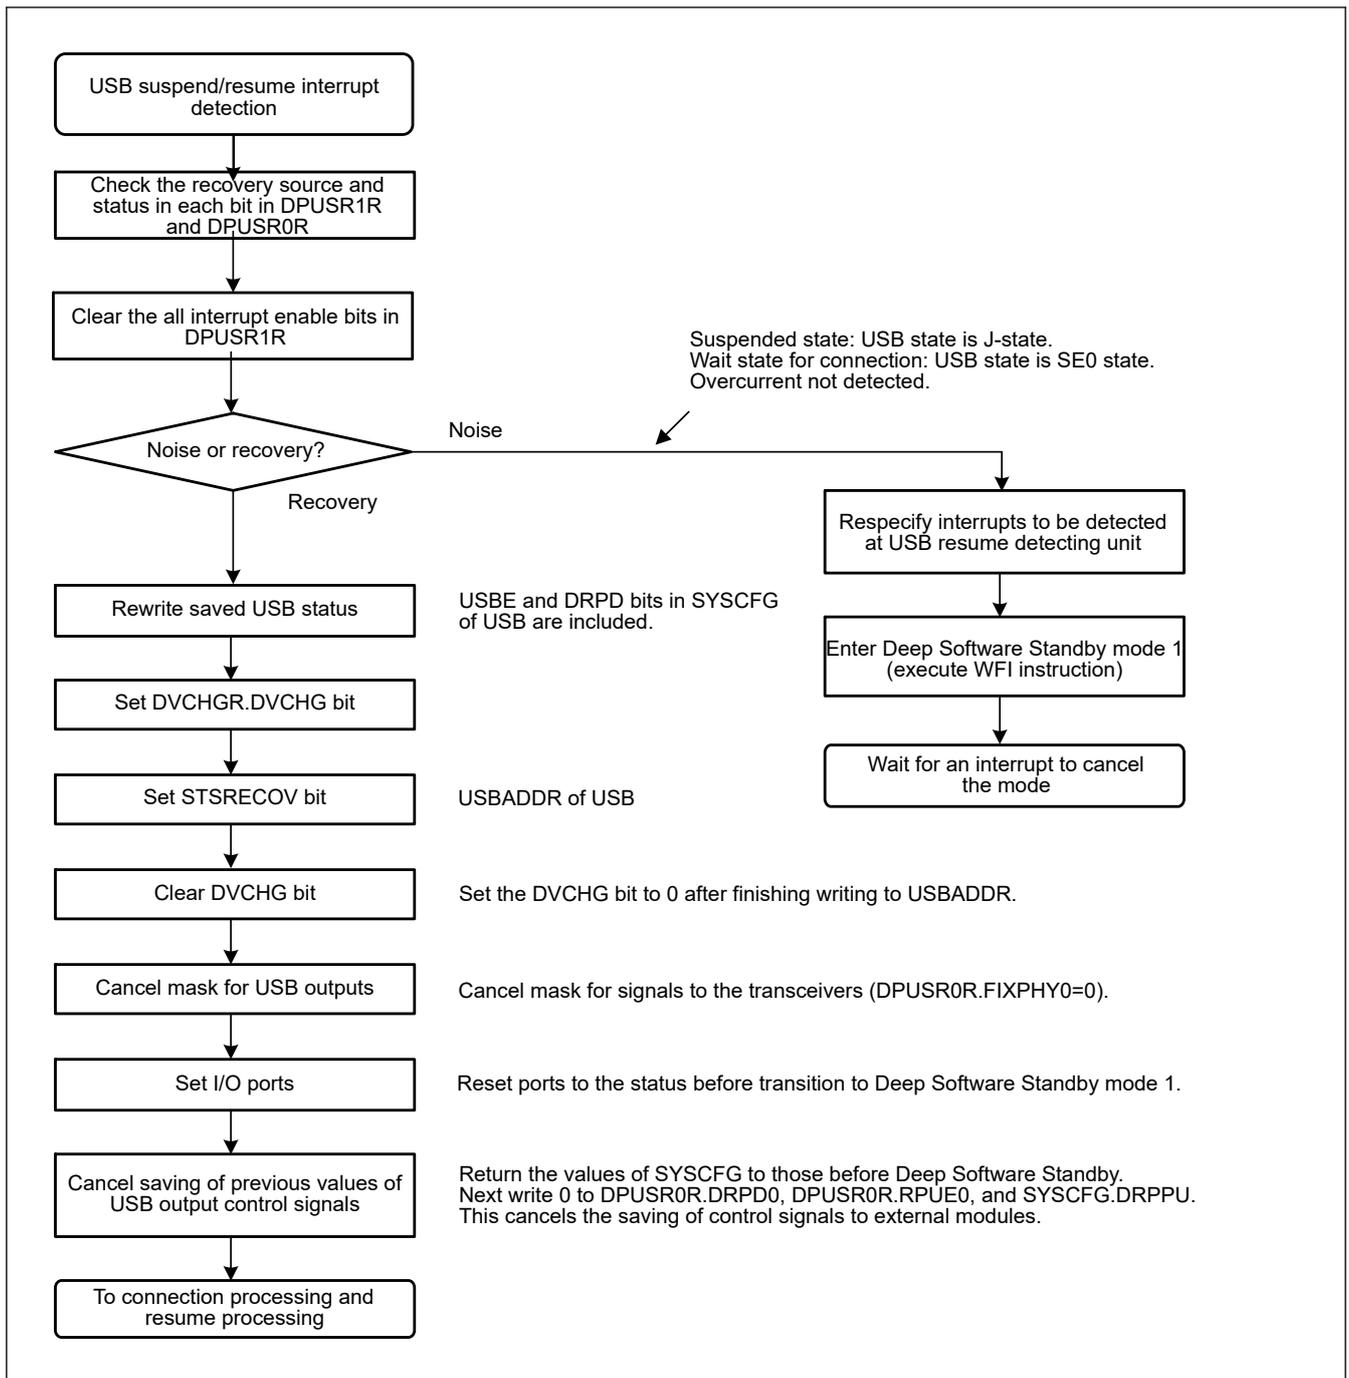 USB suspend/resume interrupt
detection
Check the recovery source and
status in each bit in DPUSR1R
and DPUSR0R
Clear the all interrupt enable bits in
DPUSR1R
Suspended state: USB state is J-state.
Wait state for connection: USB state is SE0 state.
Overcurrent not detected.
Noise or recovery?
Noise
Recovery
Respecify interrupts to be detected
at USB resume detecting unit
Enter Deep Software Standby mode 1
(execute WFI instruction)
Wait for an interrupt to cancel
the mode
Rewrite saved USB status
USBE and DRPD bits in SYSCFG
of USB are included.
Set DVCHGR.DVCHG bit
Set STSRECOV bit
USBADDR of USB
Clear DVCHG bit
Set the DVCHG bit to 0 after finishing writing to USBADDR.
Cancel mask for USB outputs
Cancel mask for signals to the transceivers (DPUSR0R.FIXPHY0=0).
Set I/O ports
Reset ports to the status before transition to Deep Software Standby mode 1.
Cancel saving of previous values of
USB output control signals
Return the values of SYSCFG to those before Deep Software Standby.
Next write 0 to DPUSR0R.DRPD0, DPUSR0R.RPUE0, and SYSCFG.DRPPU.
This cancels the saving of control signals to external modules.
To connection processing and
resume processing